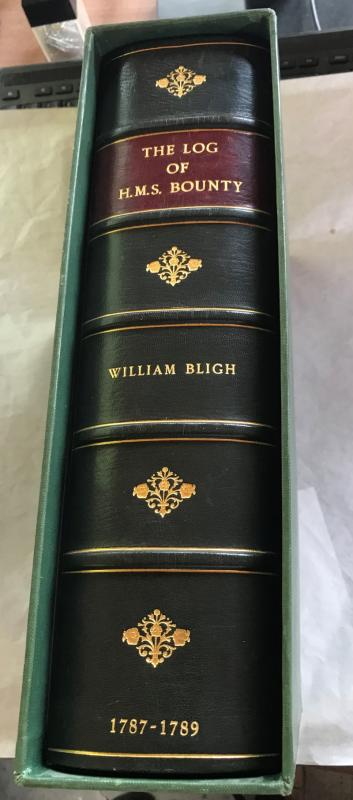 THE LOG
OF
H.M.S. BOUNTY
WILLIAM BLIGH
1787-1789